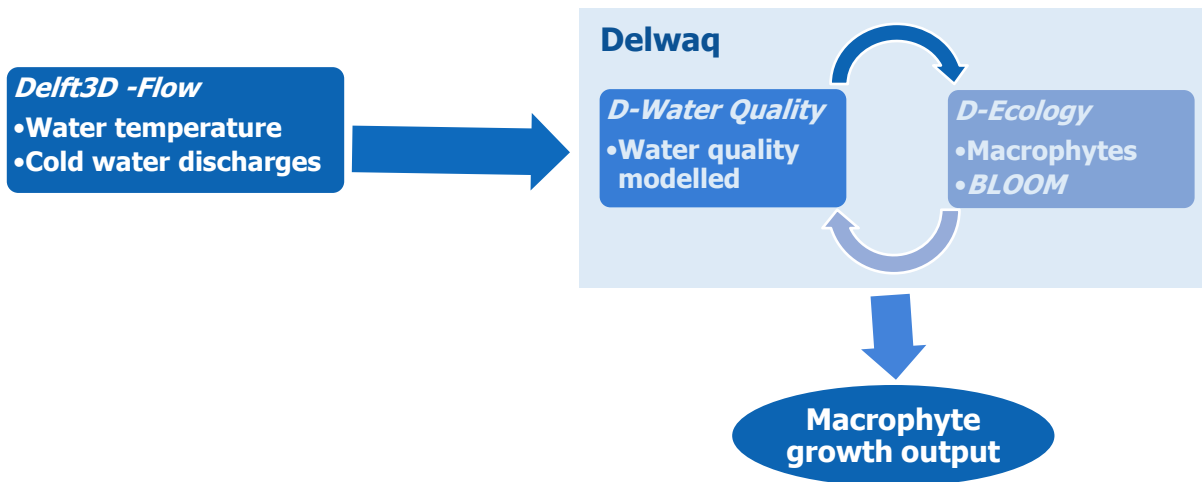 Delft3D -Flow
•Water temperature
•Cold water discharges
Delwaq
D-Water Quality
•Water quality
modelled
D-Ecology
•Macrophytes
•BLOOM
Macrophyte
growth output